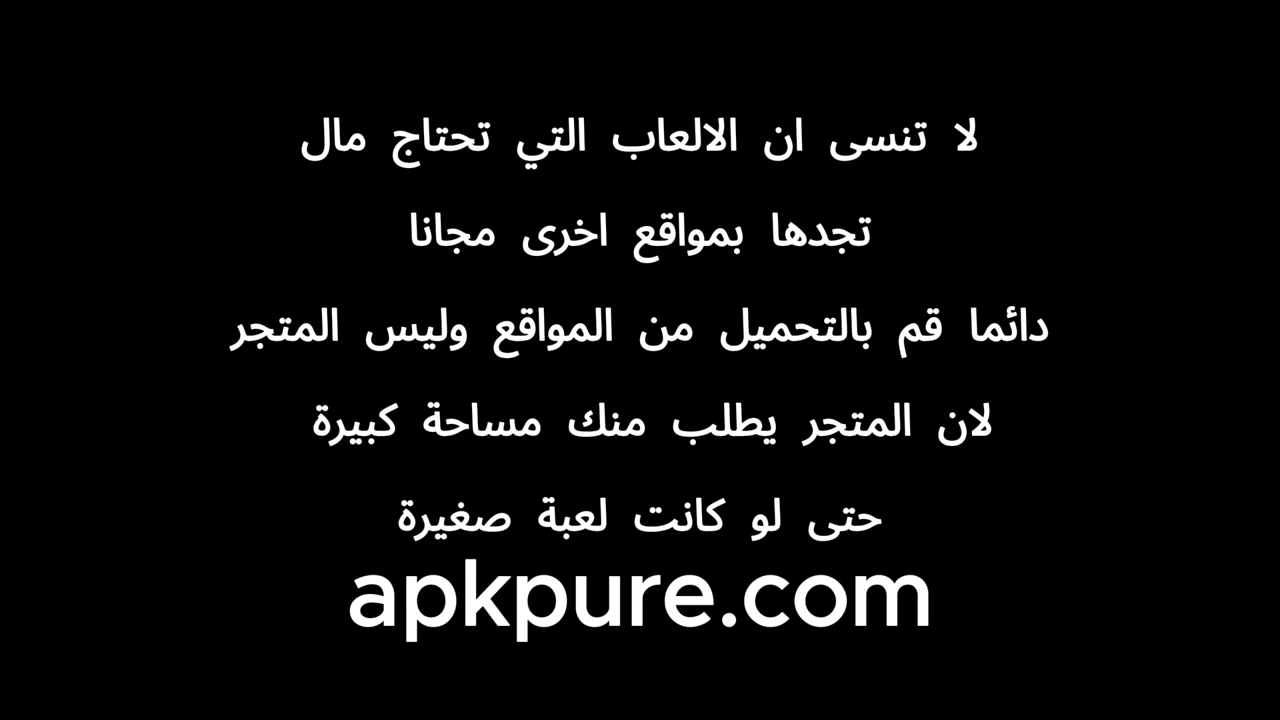 لا تنسى ان الالعاب التي تحتاج مال
تجدها بمواقع اخرى مجانا
دائما قم بالتحميل من المواقع وليس المتجر
لان المتجر يطلب منك مساحة كبيرة
حتى لو كانت لعبة صغيرة
apkpure.com